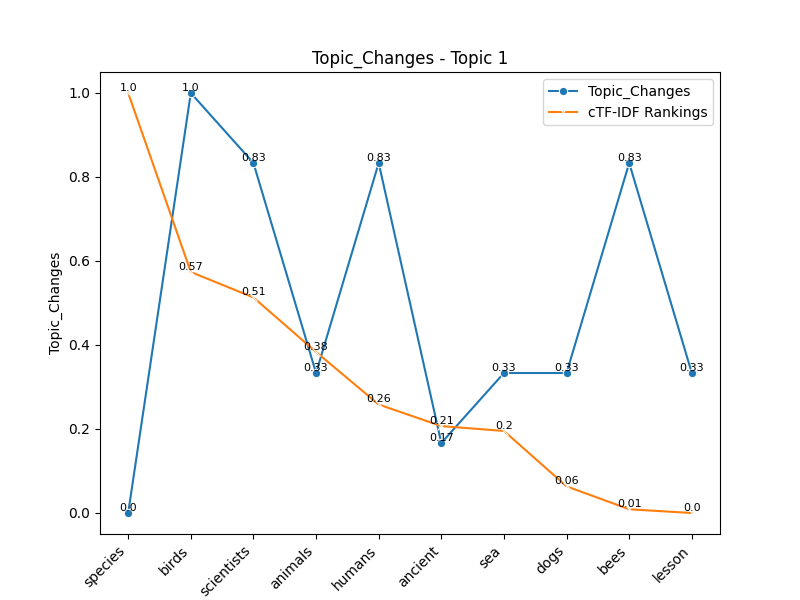 Topic_Changes - Topic 1
Topic_Changes
cTF-IDF Rankings
Topic_Changes
1.0
0.8
0.6
0.4
0.2
0.0
1.0
1.0
0.83
0.83
0.83
0.57
0.51
0.38
0.33
0.33
0.33
0.33
0.26
0.21
0.17
0.2
0.06
0.01
0.0
0.0
species
birds
scientists
animals
humans
ancient
sea
dogs
bees
lesson